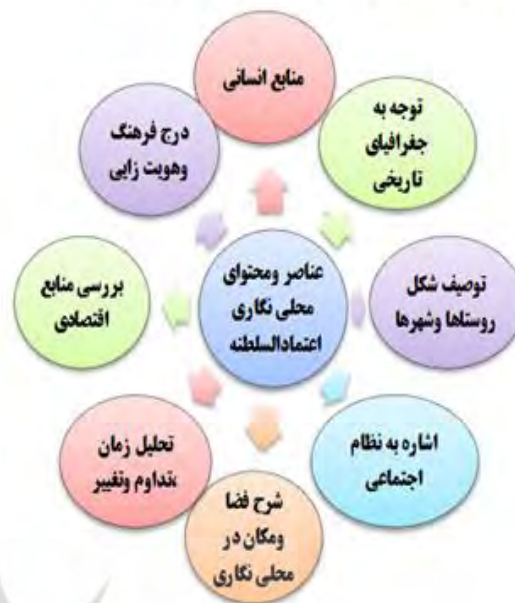 منابع انسانی
توجه به
جغرافیای
تاریخی
توصیف شکل
روستاها وشهرها
اشاره به نظام
اجتماعی
شرح فضا
ومکان در
محلی نگاری
تحلیل زمان
،تداوم وتغییر
بررسی منابع
اقتصادی
درج فرهنگ
وهویت زایی
عناصر ومحتوای
محلی نگاری
اعتمادالسلطنه